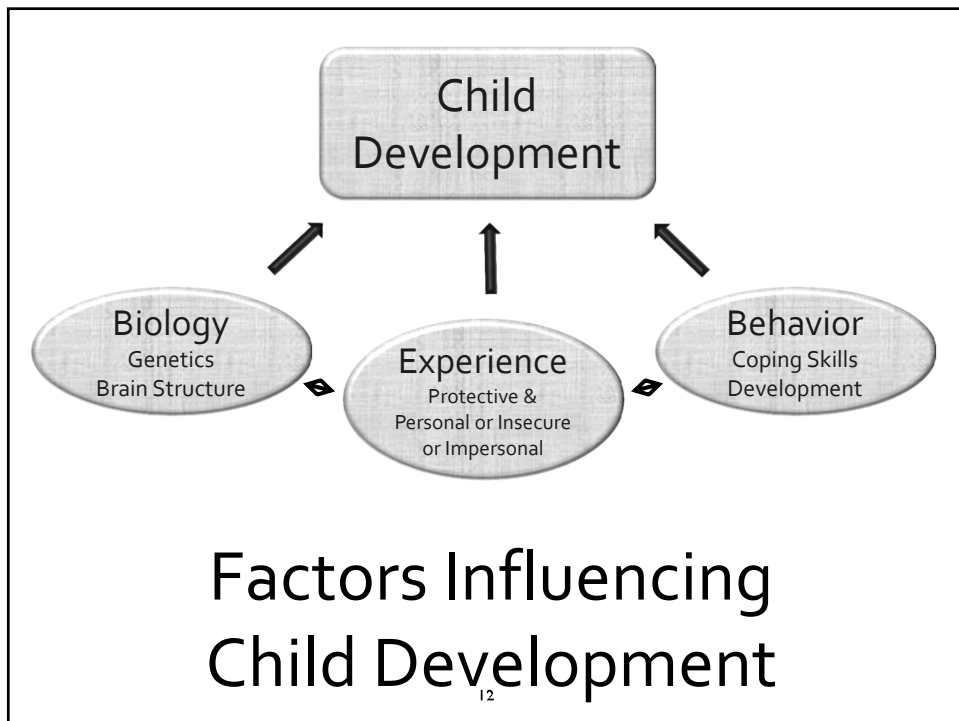 Child
Development
Biology
Genetics
Brain Structure
Experience
Protective &
Personal or Insecure
or Impersonal
Behavior
Coping Skills
Development
Factors Influencing
Child Development
12